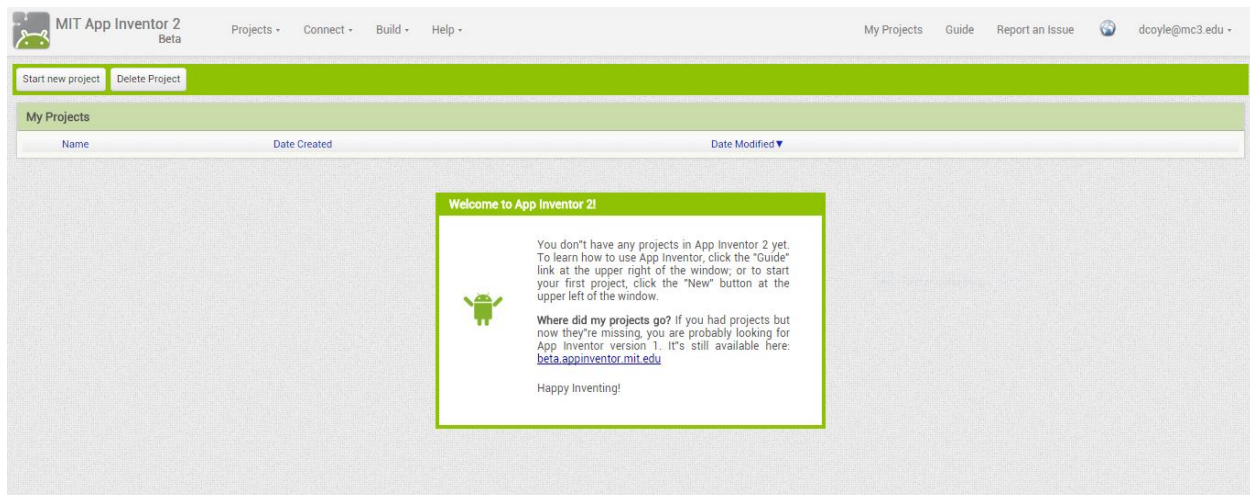 MIT App Inventor 2
Beta
Projects Connect Build Help My Projects Guide Report an Issue dcoyle@mc3.edu
Start new project Delete Project
My Projects
Name Date Created Date Modified▼
Welcome to App Inventor 2!
You don"t have any projects in App Inventor 2 yet.
To learn how to use App Inventor, click the "Guide"
link at the upper right of the window; or to start
your first project, click the "New" button at the
upper left of the window.
Where did my projects go? If you had projects but
now they"re missing, you are probably looking for
App Inventor version 1. It"s still available here:
beta.appinventor.mit.edu
Happy Inventing!